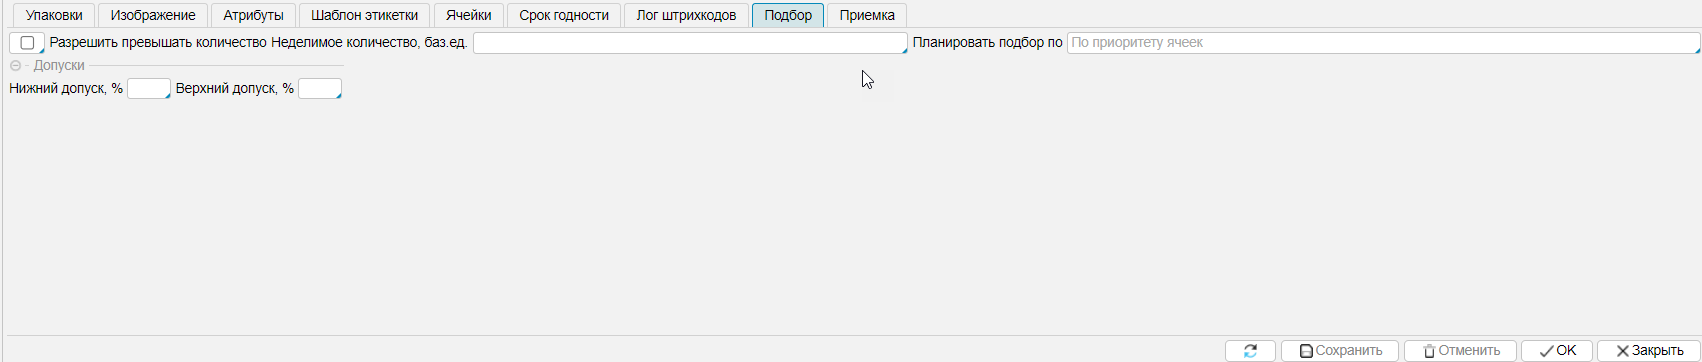 Упаковки Изображение Атрибуты Шаблон этикетки Ячейки Срок годности Лог штрихкодов Подбор Приемка
Разрешить превышать количество Неделимое количество, баз.ед. Планировать подбор по По приоритету ячеек
Допуски
Нижний допуск, % Верхний допуск, %
Сохранить Отменить OK Закрыть